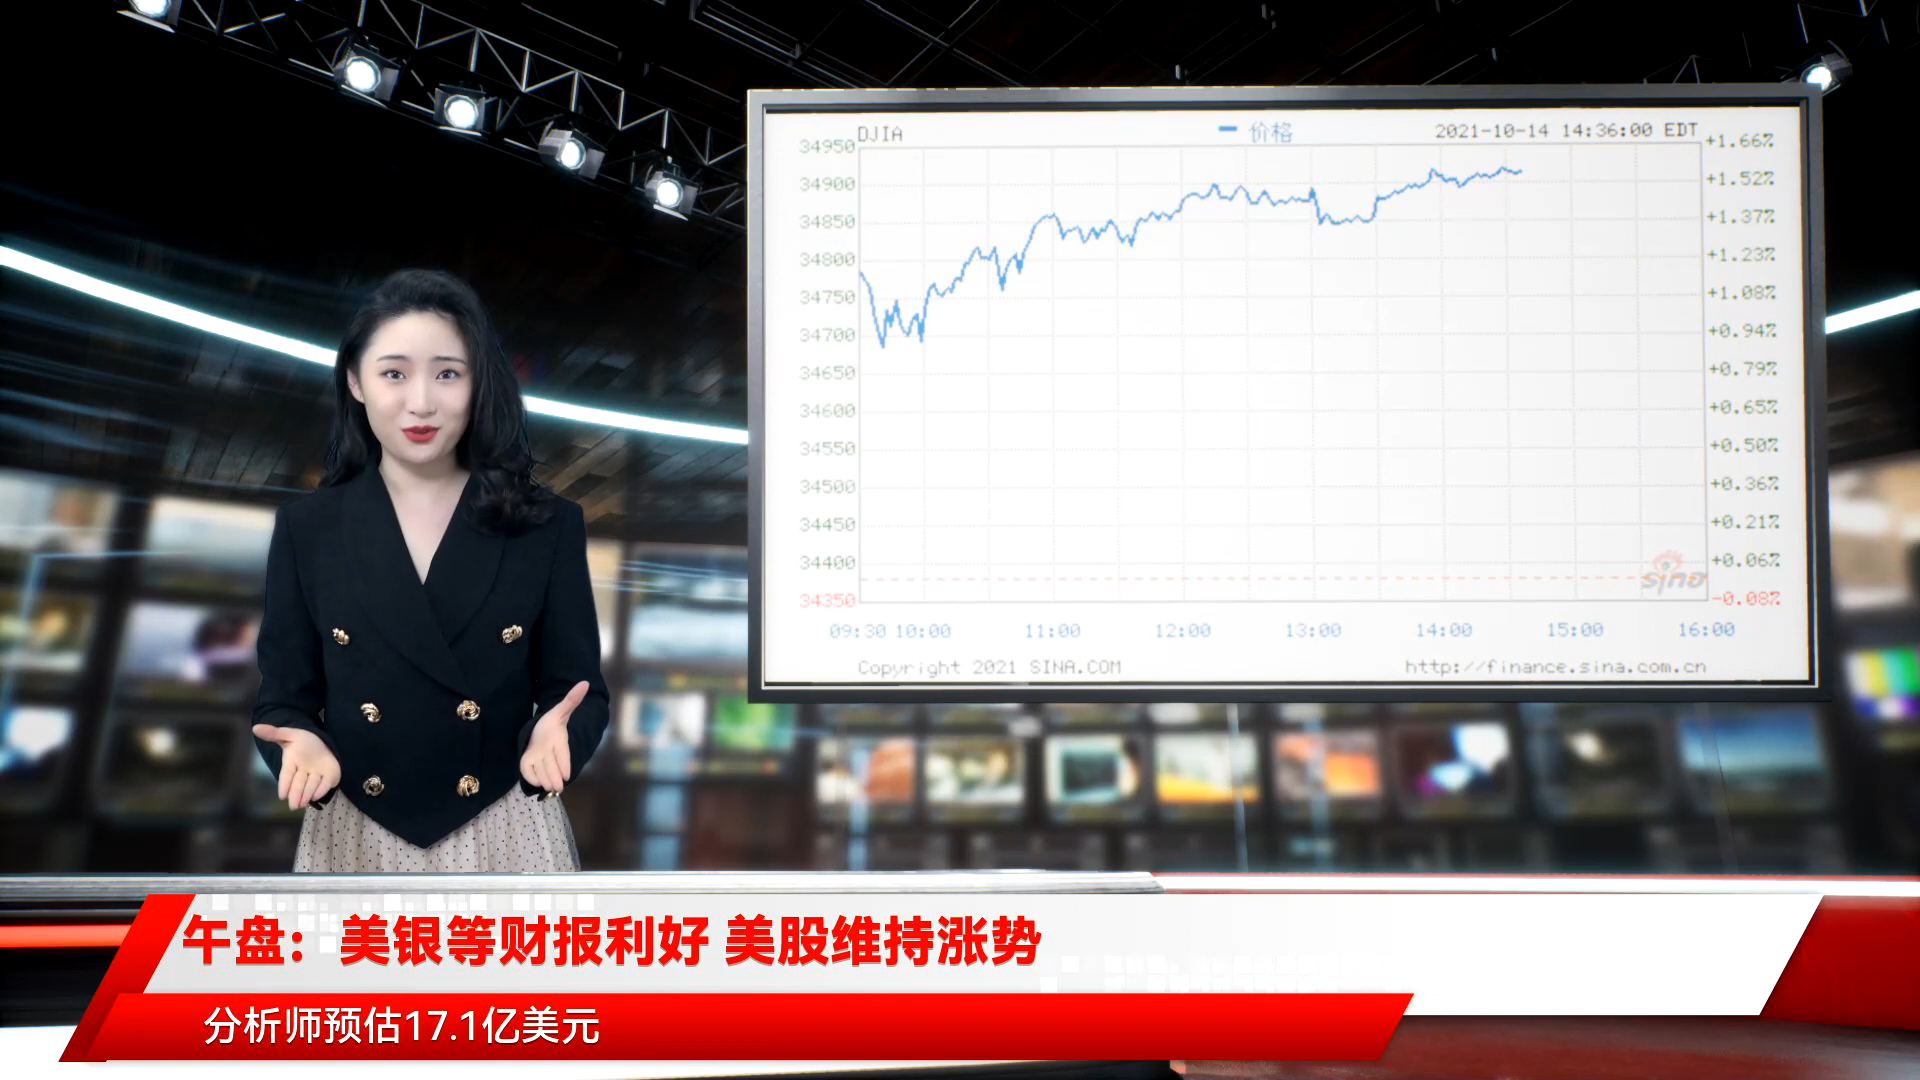 DJIA
价格
2021-10-14 14:36:00 EDT
34950
34900
34850
34800
34750
34700
34650
34600
34550
34500
34450
34400
34350
+1.66%
+1.52%
+1.37%
+1.23%
+1.08%
+0.94%
+0.79%
+0.65%
+0.50%
+0.36%
+0.21%
+0.06%
-0.08%
sina
09:30 10:00 11:00 12:00 13:00 14:00 15:00 16:00
Copyright 2021 SINA.COM
http://finance.sina.com.cn
午盘：美银等财报利好 美股维持涨势
分析师预估17.1亿美元